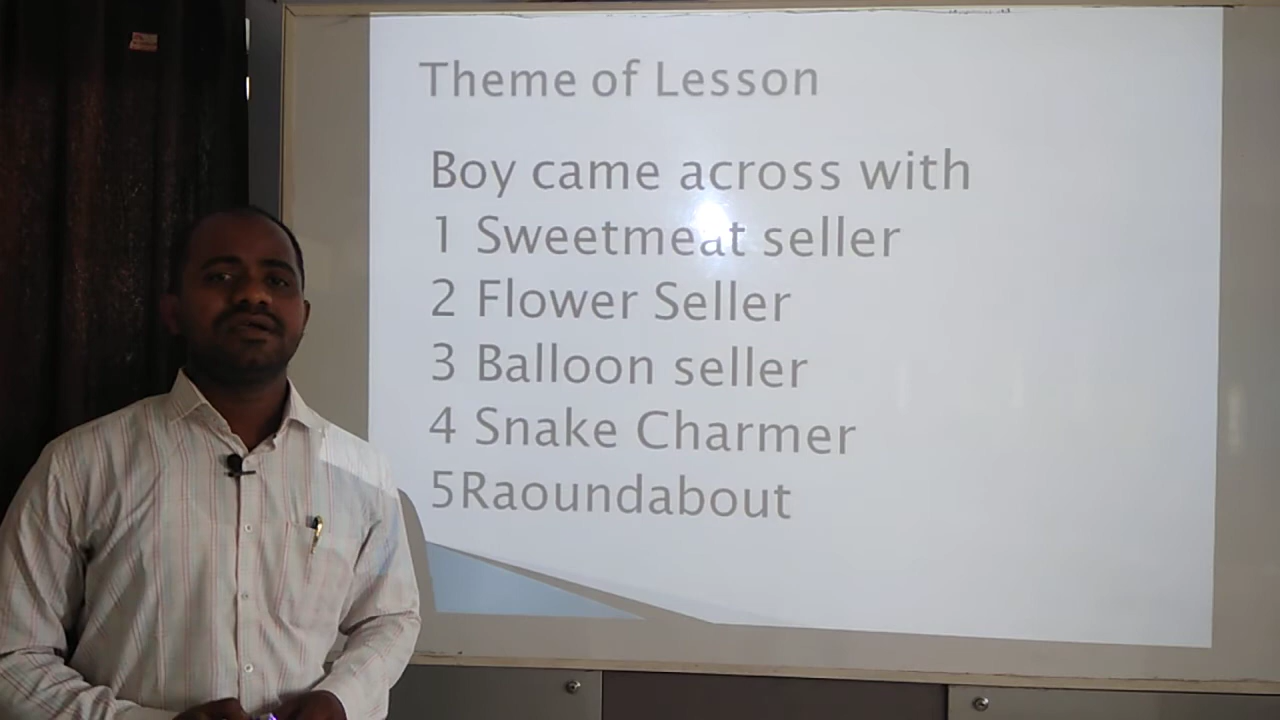 Theme of Lesson
Boy came across with
1 Sweetmeat seller
2 Flower Seller
3 Balloon seller
4 Snake Charmer
5Raoundabout